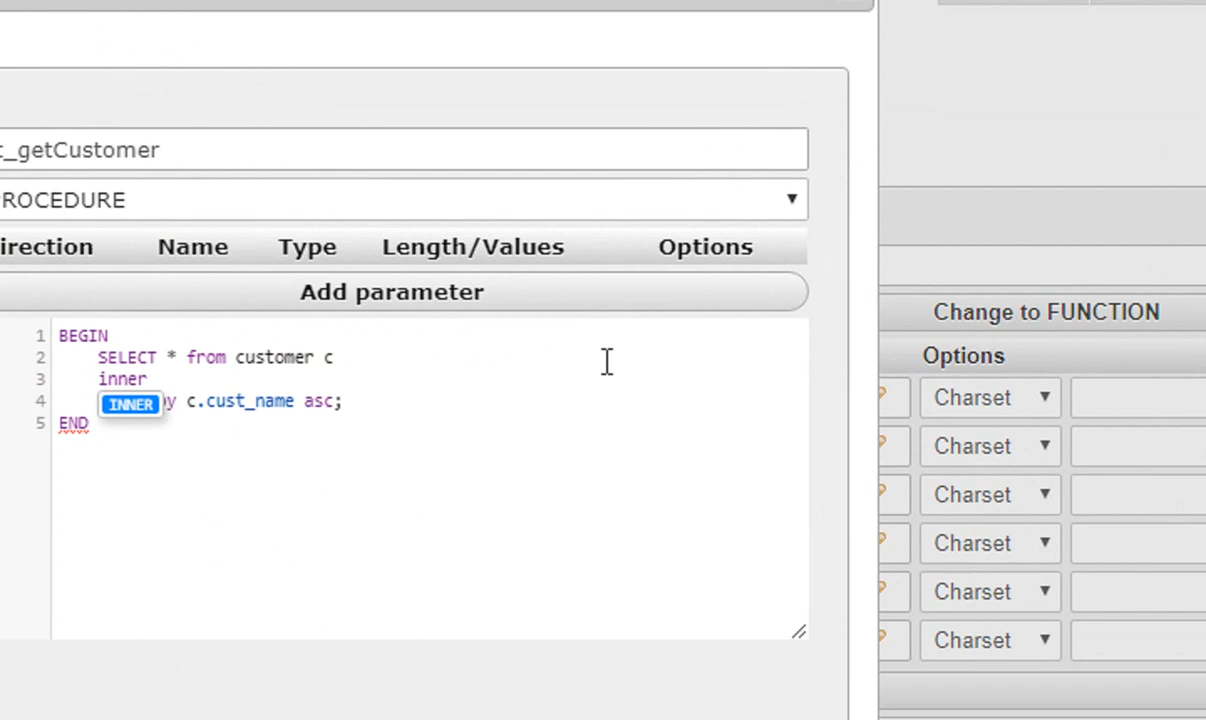 t_getCustomer
ROCEDURE
irection Name Type Length/Values Options
Add parameter
1 BEGIN
2 SELECT * from customer c
3 inner
4 y c.cust_name asc;
INNER
5 END
Change to FUNCTION
Options
Charset
Charset
Charset
Charset
Charset
Charset